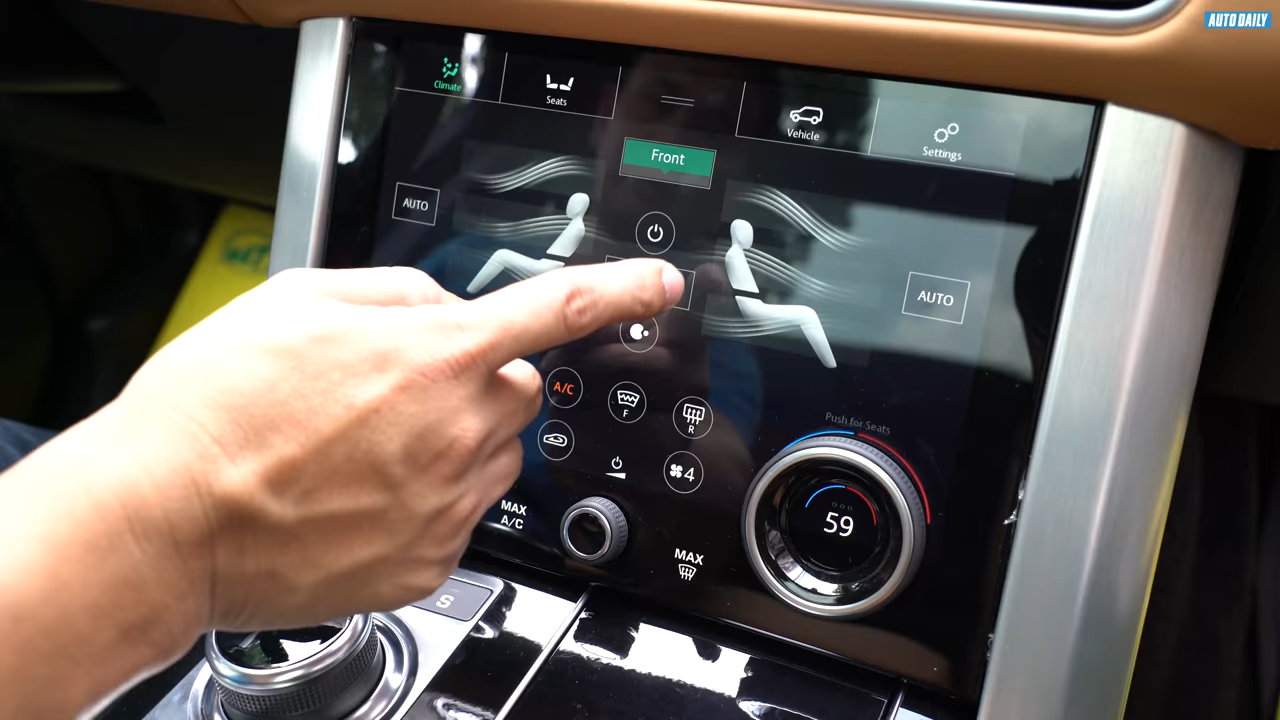 AUTO DAILY
Climate
Seats
Vehicle
Settings
Front
AUTO
AUTO
A/C
F
R
4
MAX
A/C
MAX
Push for Seats
59
S